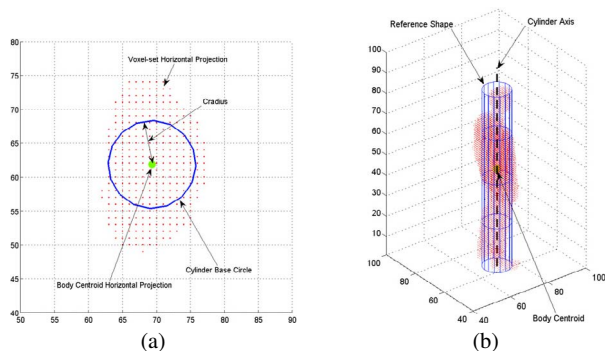 80
75
70
65
60
55
50
45
40
50 55 60 65 70 75 80 85 90
Voxel-set Horizontal Projection
Cradius
Cylinder Base Circle
Body Centroid Horizontal Projection
(a)
Reference Shape
Cylinder Axis
100
90
80
70
60
50
40
30
20
10
100
80
60
40
40
60
80
100
Body Centroid
(b)